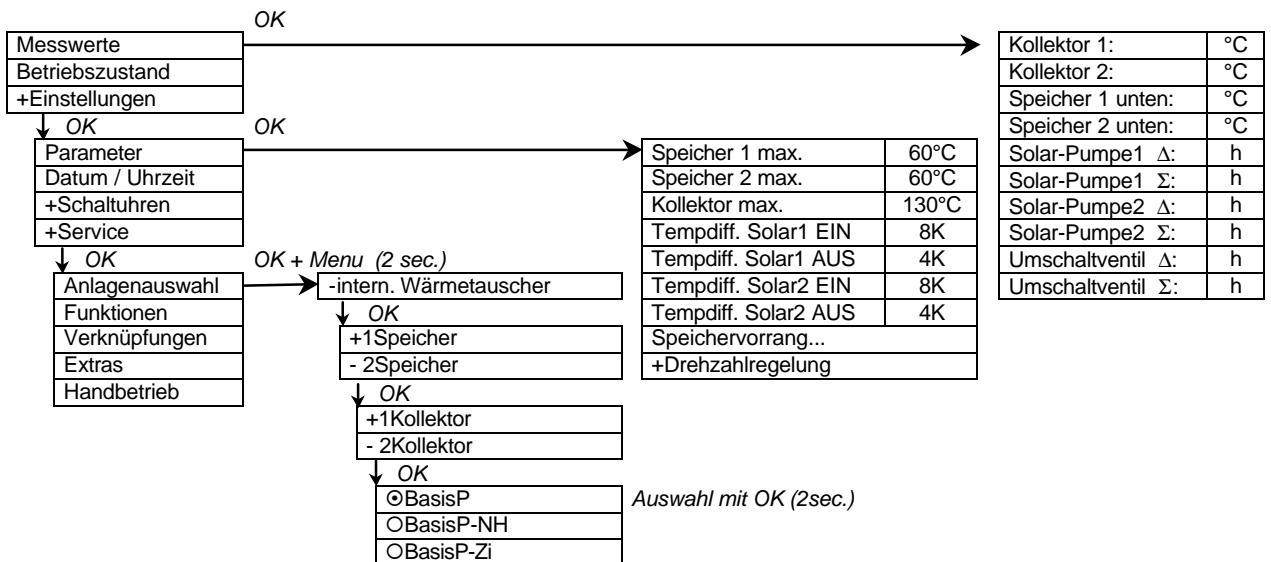 OK
Messwerte
Betriebszustand
+Einstellungen
OK
OK
Parameter
Datum / Uhrzeit
+Schaltuhren
+Service
OK
OK + Menu (2 sec.)
Anlagenauswahl
Funktionen
Verknüpfungen
Extras
Handbetrieb
-intern. Wärmetauscher
OK
+1Speicher
- 2Speicher
OK
+1Kollektor
- 2Kollektor
OK
⊙BasisP
Auswahl mit OK (2sec.)
○BasisP-NH
○BasisP-Zi
Speicher 1 max. 60°C
Speicher 2 max. 60°C
Kollektor max. 130°C
Tempdiff. Solar1 EIN 8K
Tempdiff. Solar1 AUS 4K
Tempdiff. Solar2 EIN 8K
Tempdiff. Solar2 AUS 4K
Speichervorrang...
+Drehzahlregelung
Kollektor 1: °C
Kollektor 2: °C
Speicher 1 unten: °C
Speicher 2 unten: °C
Solar-Pumpe1 Δ: h
Solar-Pumpe1 Σ: h
Solar-Pumpe2 Δ: h
Solar-Pumpe2 Σ: h
Umschaltventil Δ: h
Umschaltventil Σ: h